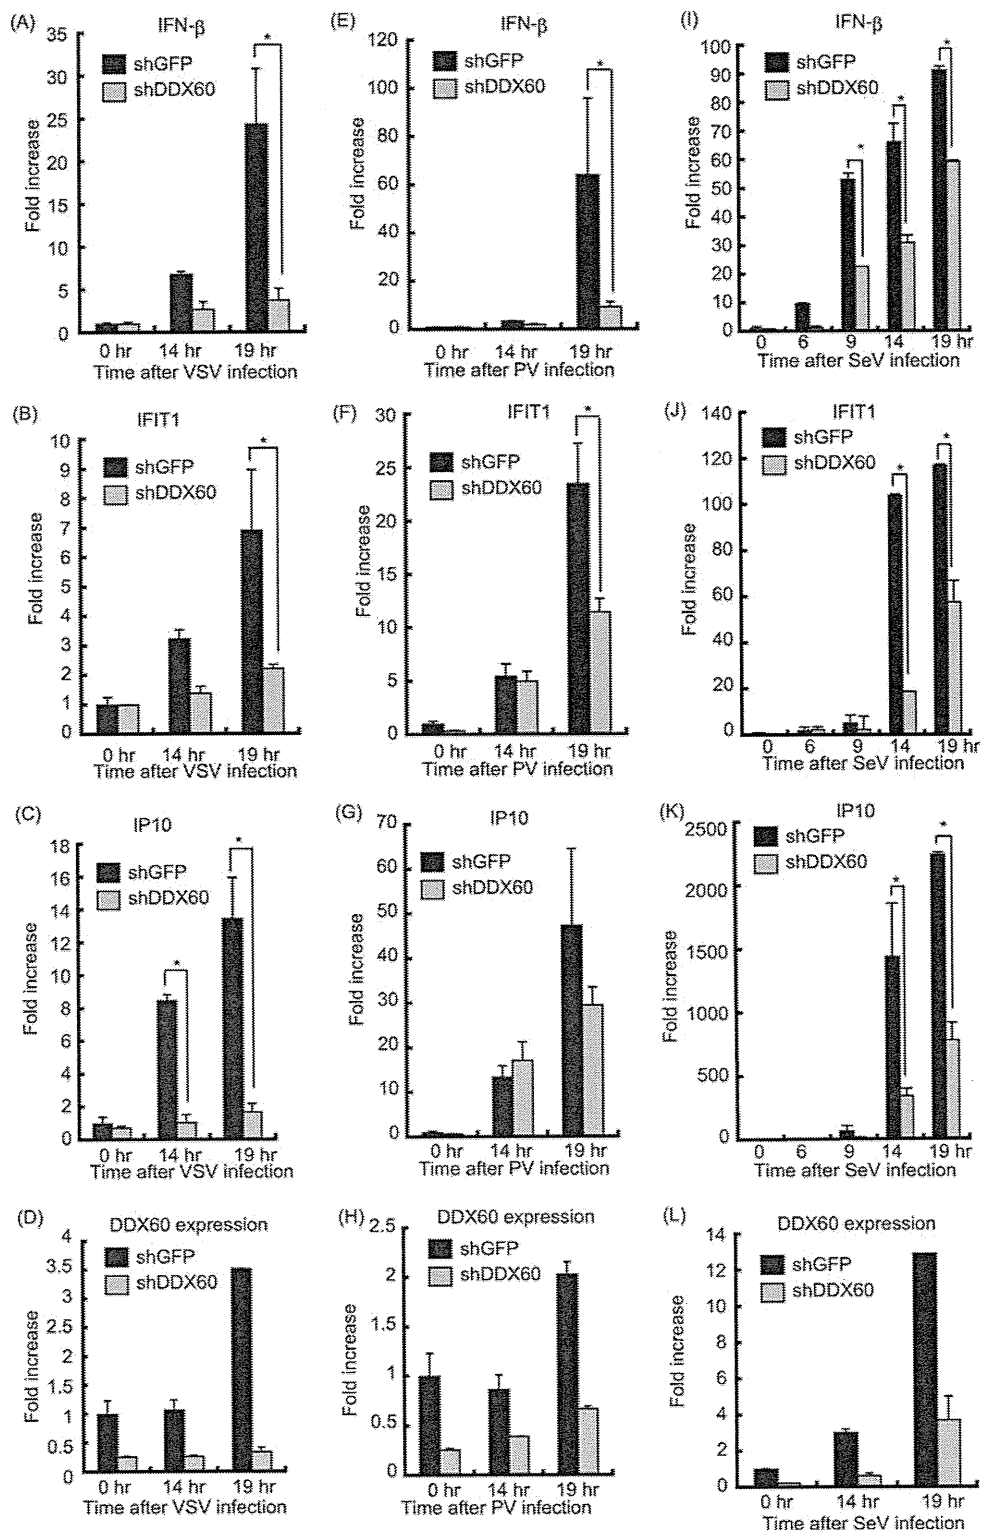 (A)
IFN-β
35
30
25
20
15
10
5
0
Fold increase
shGFP
shDDX60
*
0 hr 14 hr 19 hr
Time after VSV infection
(E)
IFN-β
120
100
80
60
40
20
0
Fold increase
shGFP
shDDX60
*
0 hr 14 hr 19 hr
Time after PV infection
(I)
IFN-β
100
90
80
70
60
50
40
30
20
10
0
Fold increase
shGFP
shDDX60
*
*
*
0 6 9 14 19 hr
Time after SeV infection
(B)
IFIT1
10
9
8
7
6
5
4
3
2
1
0
Fold increase
shGFP
shDDX60
*
0 hr 14 hr 19 hr
Time after VSV infection
(F)
IFIT1
30
25
20
15
10
5
0
Fold increase
shGFP
shDDX60
*
0 hr 14 hr 19 hr
Time after PV infection
(J)
IFIT1
140
120
100
80
60
40
20
0
Fold increase
shGFP
shDDX60
*
*
0 6 9 14 19 hr
Time after SeV infection
(C)
IP10
18
16
14
12
10
8
6
4
2
0
Fold increase
shGFP
shDDX60
*
*
0 hr 14 hr 19 hr
Time after VSV infection
(G)
IP10
70
60
50
40
30
20
10
0
Fold increase
shGFP
shDDX60
0 hr 14 hr 19 hr
Time after PV infection
(K)
IP10
2500
2000
1500
1000
500
0
Fold increase
shGFP
shDDX60
*
*
0 6 9 14 19 hr
Time after SeV infection
(D)
DDX60 expression
4
3.5
3
2.5
2
1.5
1
0.5
0
Fold increase
shGFP
shDDX60
0 hr 14 hr 19 hr
Time after VSV infection
(H)
DDX60 expression
2.5
2
1.5
1
0.5
0
Fold increase
shGFP
shDDX60
0 hr 14 hr 19 hr
Time after PV infection
(L)
DDX60 expression
14
12
10
8
6
4
2
0
Fold increase
shGFP
shDDX60
0 hr 14 hr 19 hr
Time after SeV infection